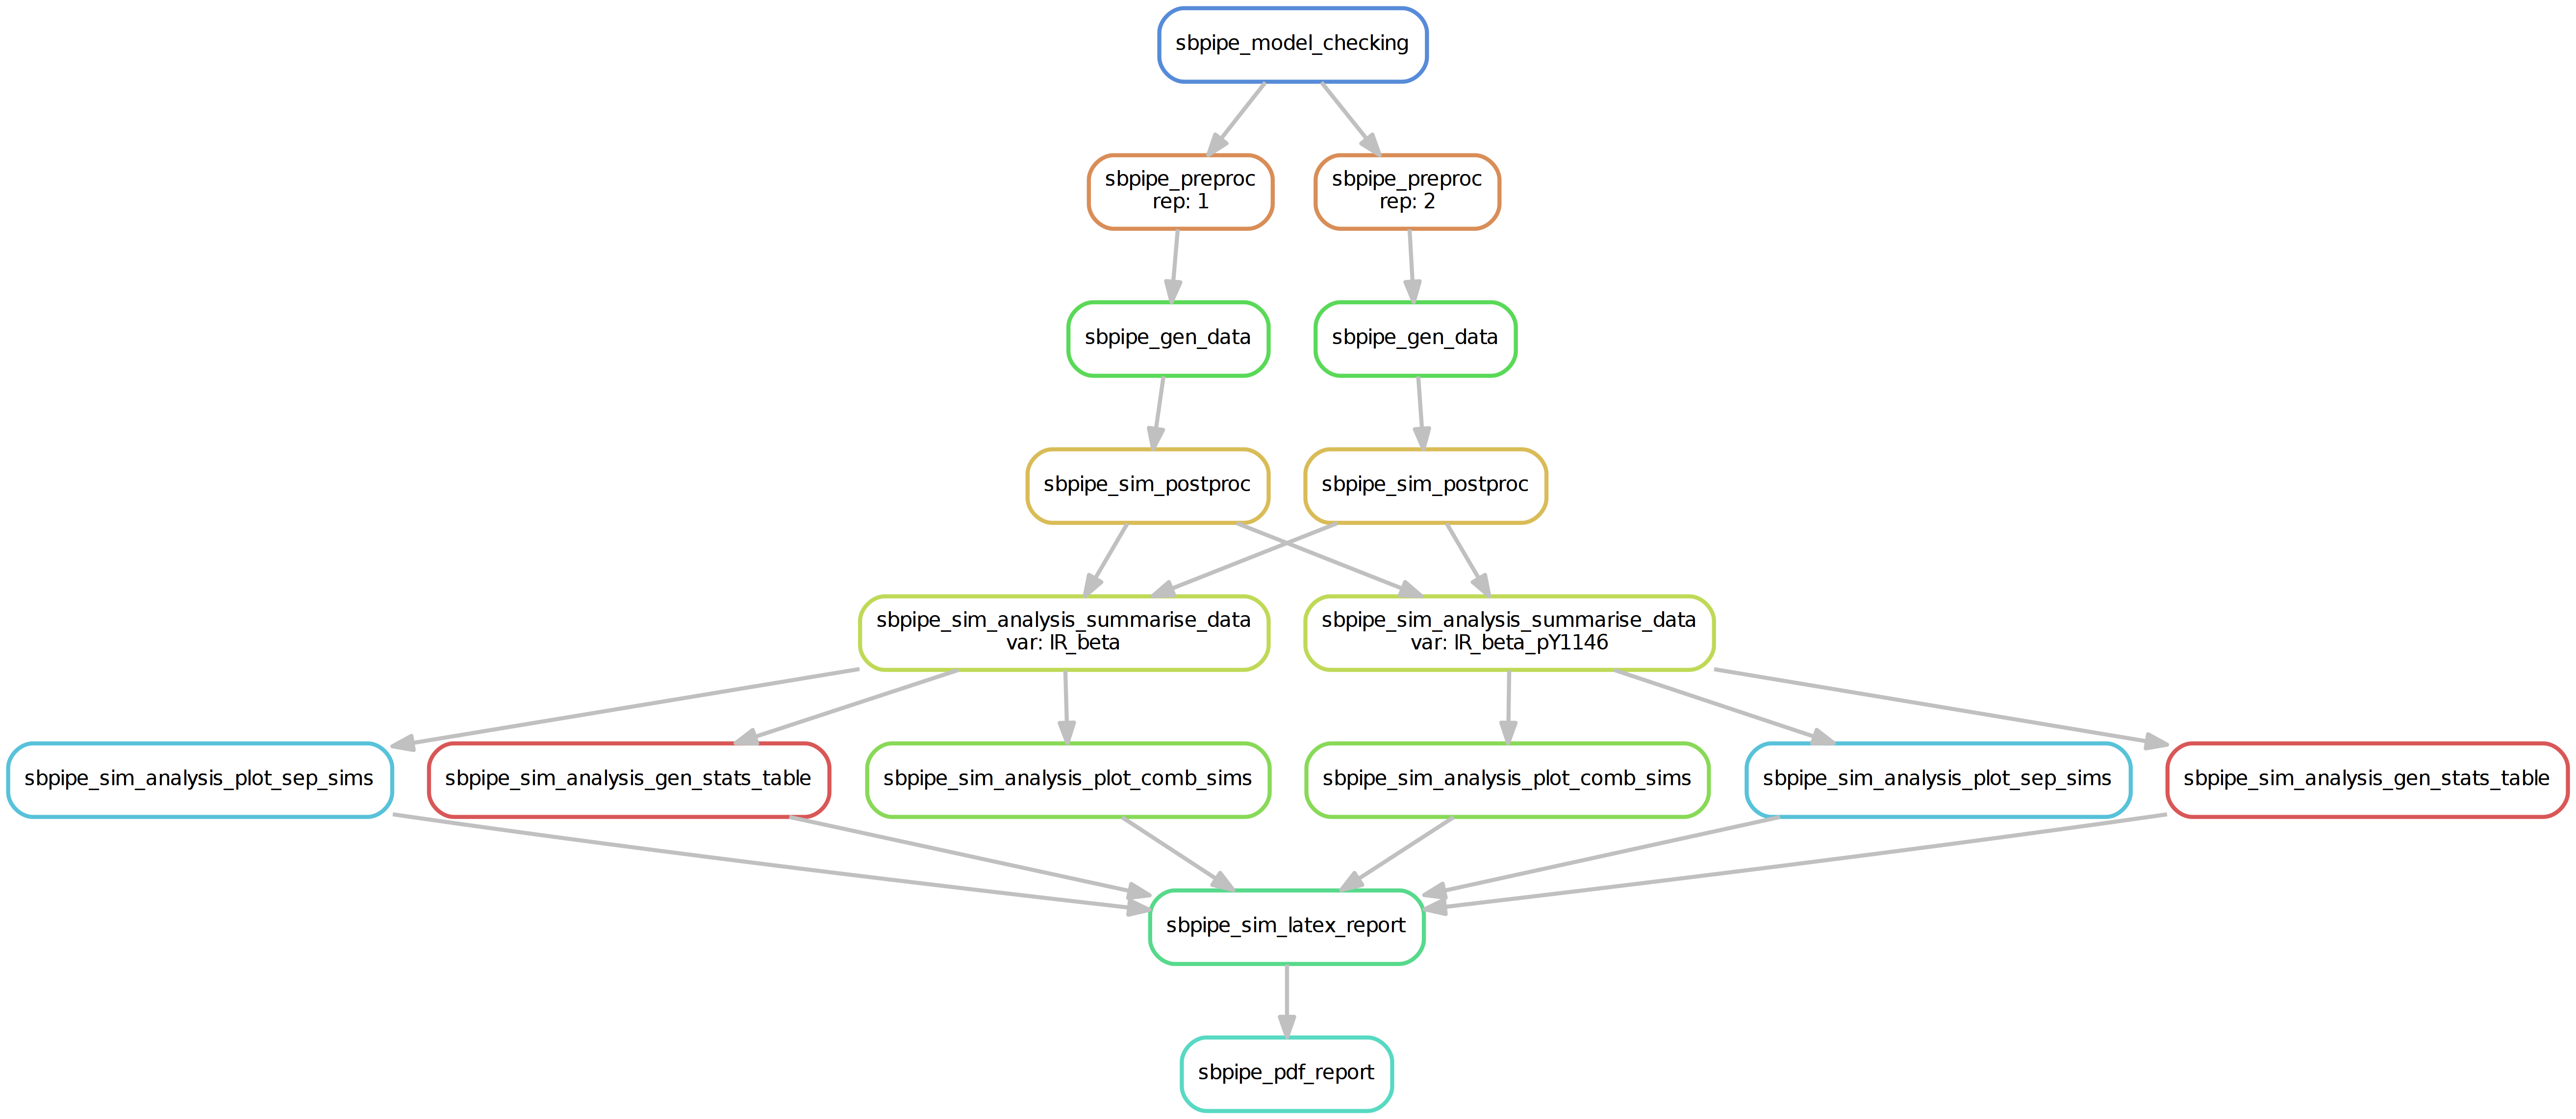 sbpipe_model_checking
sbpipe_preproc
rep: 1
sbpipe_preproc
rep: 2
sbpipe_gen_data
sbpipe_gen_data
sbpipe_sim_postproc
sbpipe_sim_postproc
sbpipe_sim_analysis_summarise_data
var: IR_beta
sbpipe_sim_analysis_summarise_data
var: IR_beta_pY1146
sbpipe_sim_analysis_plot_sep_sims
sbpipe_sim_analysis_gen_stats_table
sbpipe_sim_analysis_plot_comb_sims
sbpipe_sim_analysis_plot_comb_sims
sbpipe_sim_analysis_plot_sep_sims
sbpipe_sim_analysis_gen_stats_table
sbpipe_sim_latex_report
sbpipe_pdf_report